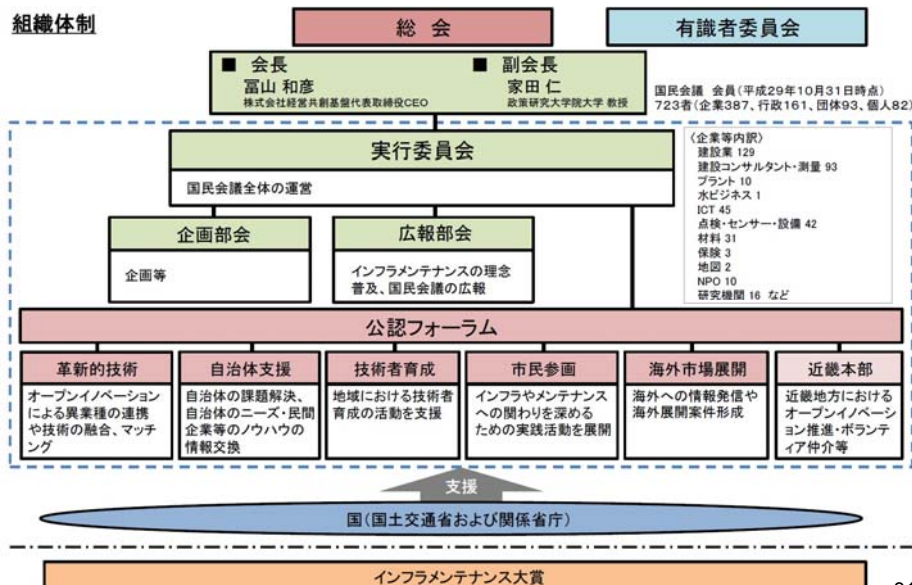 組織体制
総 会
有識者委員会
■ 会長
冨山 和彦
株式会社経営共創基盤代表取締役CEO
■ 副会長
家田 仁
政策研究大学院大学 教授
国民会議 会員(平成29年10月31日時点)
723者(企業387、行政161、団体93、個人82)
実行委員会
国民会議全体の運営
〈企業等内訳〉
建設業 129
建設コンサルタント・測量 93
プラント 10
水ビジネス 1
ICT 45
点検・センサー・設備 42
材料 31
保険 3
地図 2
NPO 10
研究機関 16 など
企画部会
企画等
広報部会
インフラメンテナンスの理念
普及、国民会議の広報
公認フォーラム
革新的技術
オープンイノベーション
による異業種の連携
や技術の融合、マッチ
ング
自治体支援
自治体の課題解決、
自治体のニーズ・民間
企業等のノウハウの
情報交換
技術者育成
地域における技術者
育成の活動を支援
市民参画
インフラやメンテナンス
への関わりを深める
ための実践活動を展開
海外市場展開
海外への情報発信や
海外展開案件形成
近畿本部
近畿地方における
オープンイノベー
ション推進・ボラン
ティア仲介等
支援
国(国土交通省および関係省庁)
インフラメンテナンス大賞